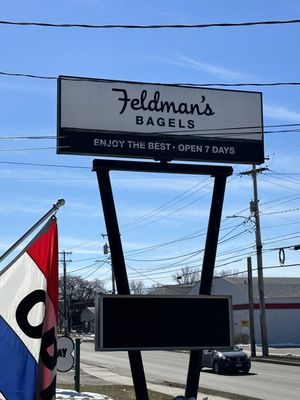 Feldman's
BAGELS
ENJOY THE BEST • OPEN 7 DAYS